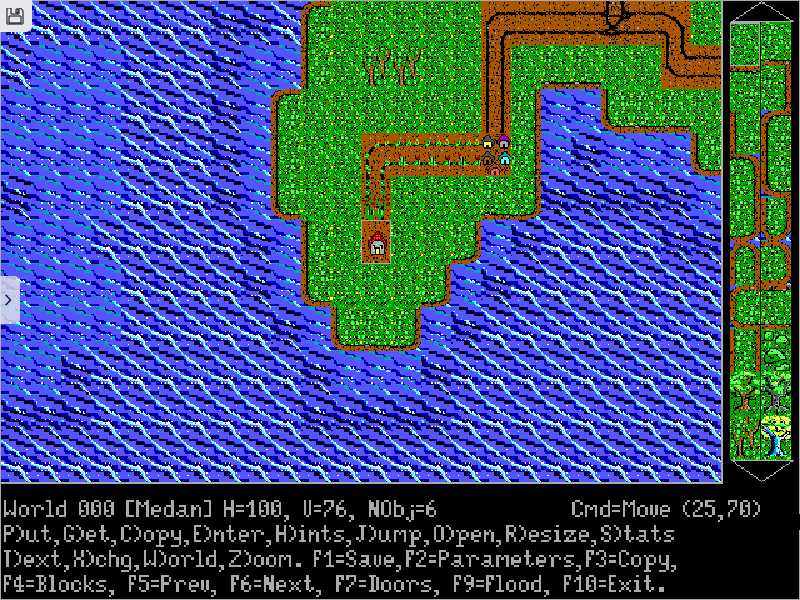 World 000 [Medan] H=100, V=76, NObj=6 Cmd=Move (25,70)
P)ut,G)et,C)opy,E)nter,H)ints,J)ump,O)pen,R)esize,S)tats
T)ext,X)chg,W)orld,Z)oom. F1=Save,F2=Parameters,F3=Copy,
F4=Blocks, F5=Prev, F6=Next, F7=Doors, F9=Flood, F10=Exit.